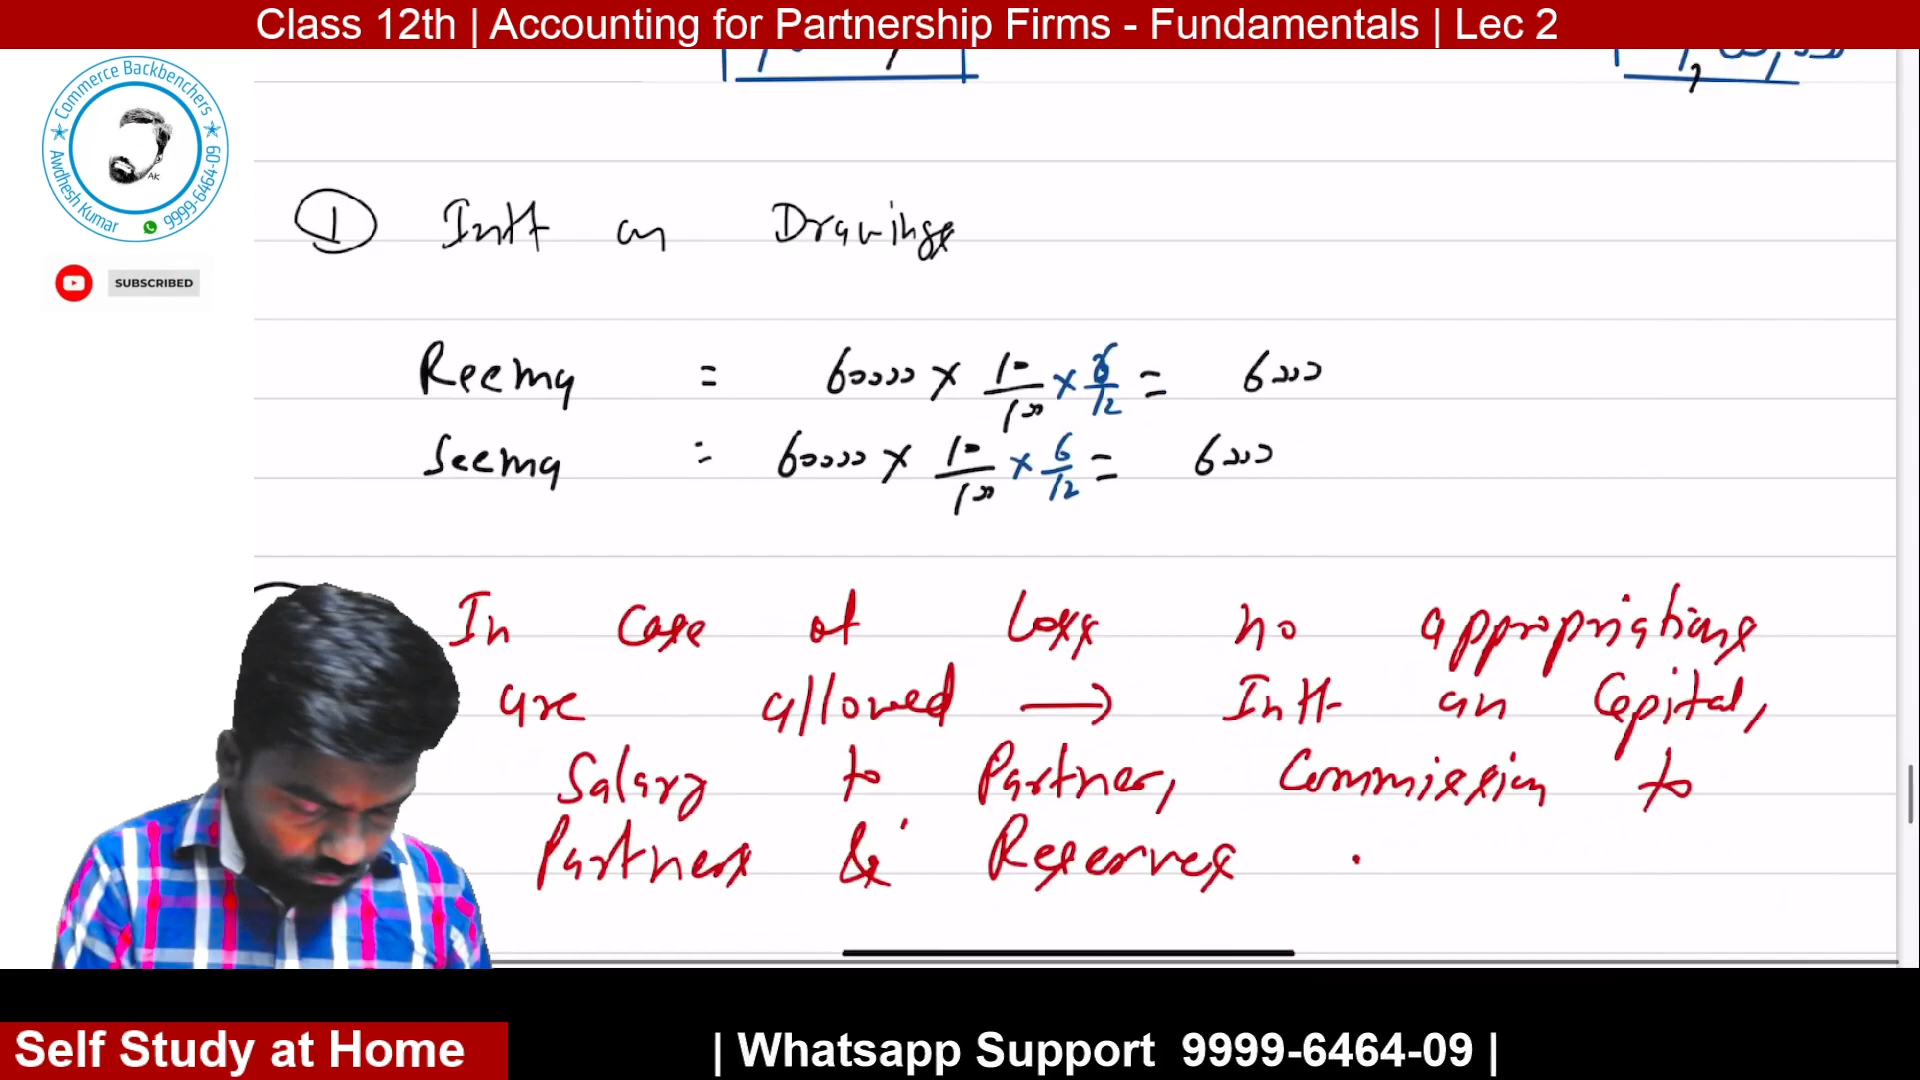 Class 12th | Accounting for Partnership Firms - Fundamentals | Lec 2
Commerce Backbenchers
AK
Awdhesh Kumar
9999-6464-09
SUBSCRIBED
① Intt on Drawings
Reema = 60000 × 10/100 × 6/12 = 6000
Seema = 60000 × 10/100 × 6/12 = 6000
In case of Loss no appropriations
are allowed → Intt on Capital,
Salary to Partner, Commission to
Partners & Reserves .
Self Study at Home
| Whatsapp Support 9999-6464-09 |